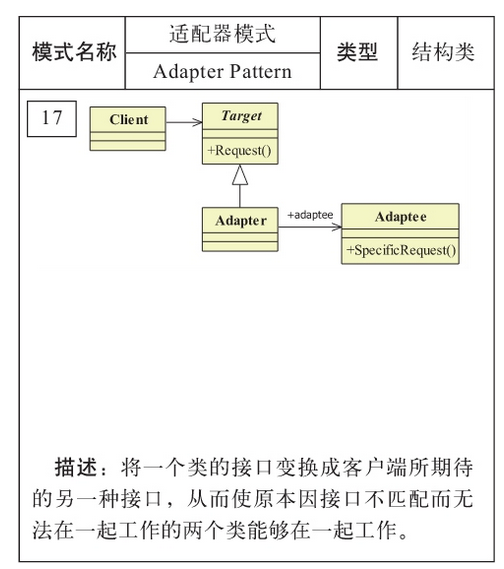 模式名称
适配器模式
Adapter Pattern
类型
结构类
17
Client
Target
+Request()
Adapter
+adaptee
Adaptee
+SpecificRequest()
描述：将一个类的接口变换成客户端所期待
的另一种接口，从而使原本因接口不匹配而无
法在一起工作的两个类能够在一起工作。